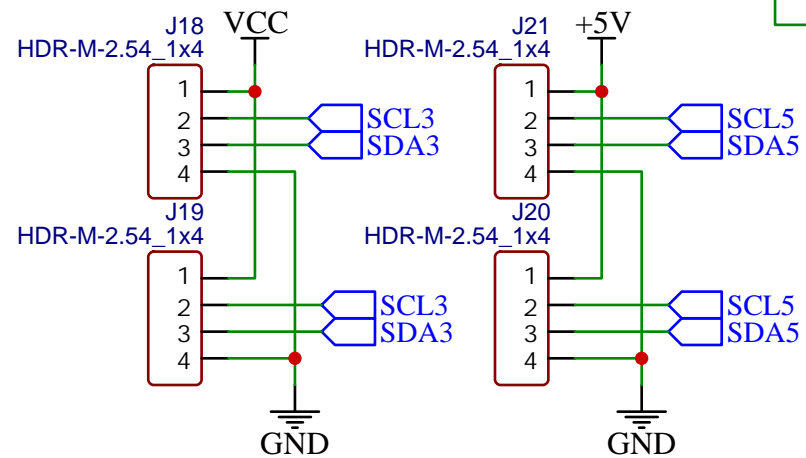 J18
VCC
HDR-M-2.54_1x4
1
2
3
4
SCL3
SDA3
J19
HDR-M-2.54_1x4
1
2
3
4
SCL3
SDA3
GND
J21
+5V
HDR-M-2.54_1x4
1
2
3
4
SCL5
SDA5
J20
HDR-M-2.54_1x4
1
2
3
4
SCL5
SDA5
GND